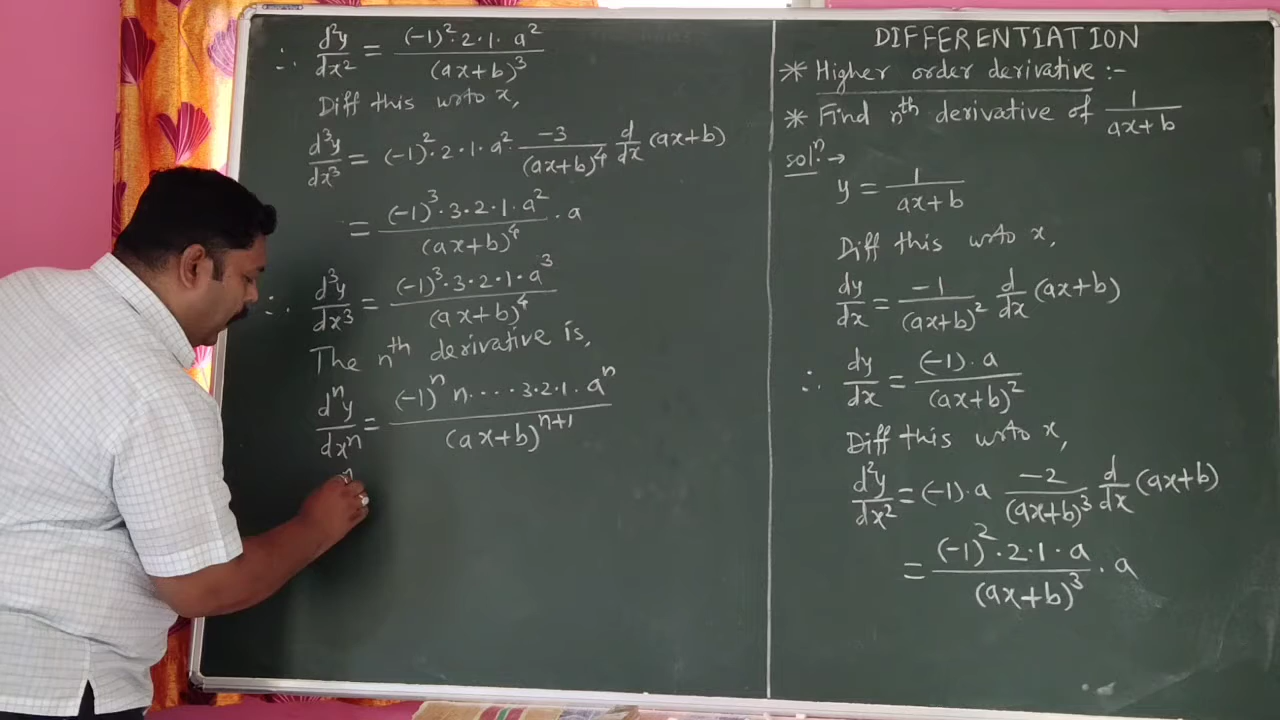 DIFFERENTIATION
* Higher order derivative :-
* Find nth derivative of 1/(ax+b)
solⁿ: →
y = 1/(ax+b)
Diff this w.r.to x,
dy/dx = -1/(ax+b)² d/dx (ax+b)
∴ dy/dx = (-1)·a/(ax+b)²
Diff this w.r.to x,
d²y/dx² = (-1)·a -2/(ax+b)³ d/dx (ax+b)
= (-1)²·2·1·a/(ax+b)³ · a
∴ d²y/dx² = (-1)²·2·1·a²/(ax+b)³
Diff this w.r.to x,
d³y/dx³ = (-1)²·2·1·a²· -3/(ax+b)⁴ d/dx (ax+b)
= (-1)³·3·2·1·a²/(ax+b)⁴ · a
∴ d³y/dx³ = (-1)³·3·2·1·a³/(ax+b)⁴
The nth derivative is,
dⁿy/dxⁿ = (-1)ⁿ n····3·2·1·aⁿ/(ax+b)ⁿ⁺¹